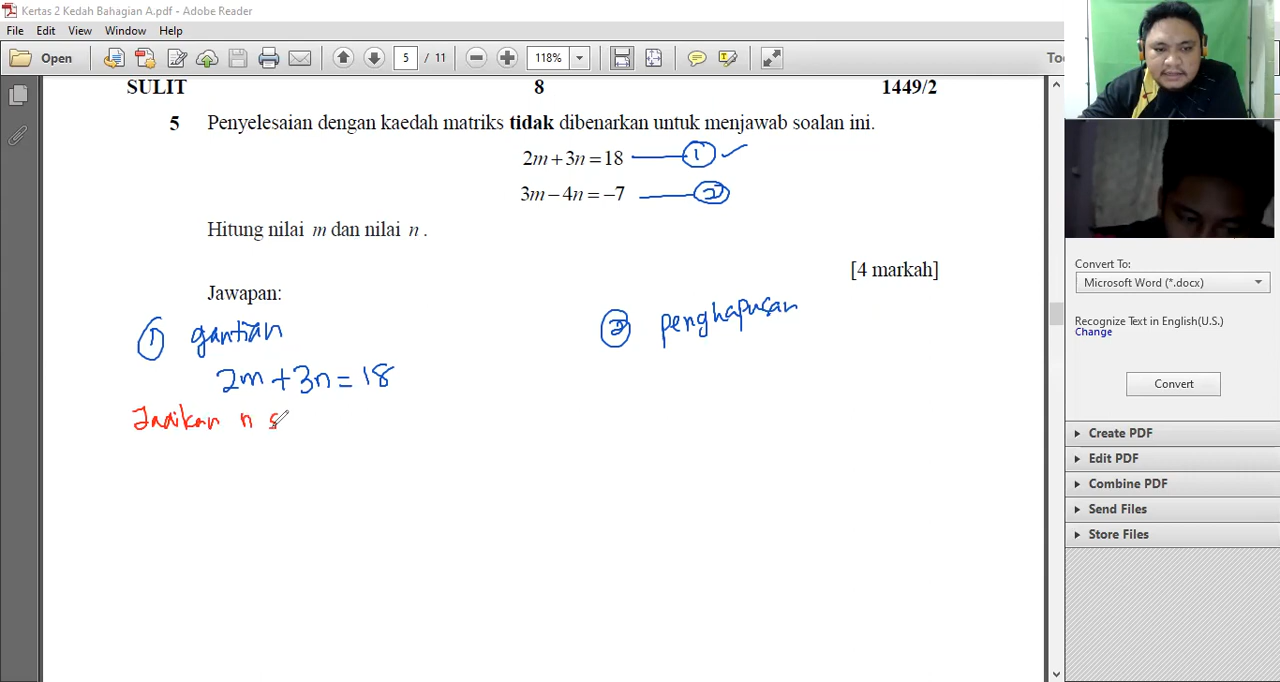 Kertas 2 Kedah Bahagian A.pdf - Adobe Reader
File Edit View Window Help
Open 5 / 11 118%
SULIT 8 1449/2
5 Penyelesaian dengan kaedah matriks tidak dibenarkan untuk menjawab soalan ini.
2m + 3n = 18 1
3m − 4n = −7 2
Hitung nilai m dan nilai n .
[4 markah]
Jawapan:
1 gantian
2m + 3n = 18
Jadikan n s
2 penghapusan
Convert To:
Microsoft Word (*.docx)
Recognize Text in English(U.S.)
Change
Convert
Create PDF
Edit PDF
Combine PDF
Send Files
Store Files